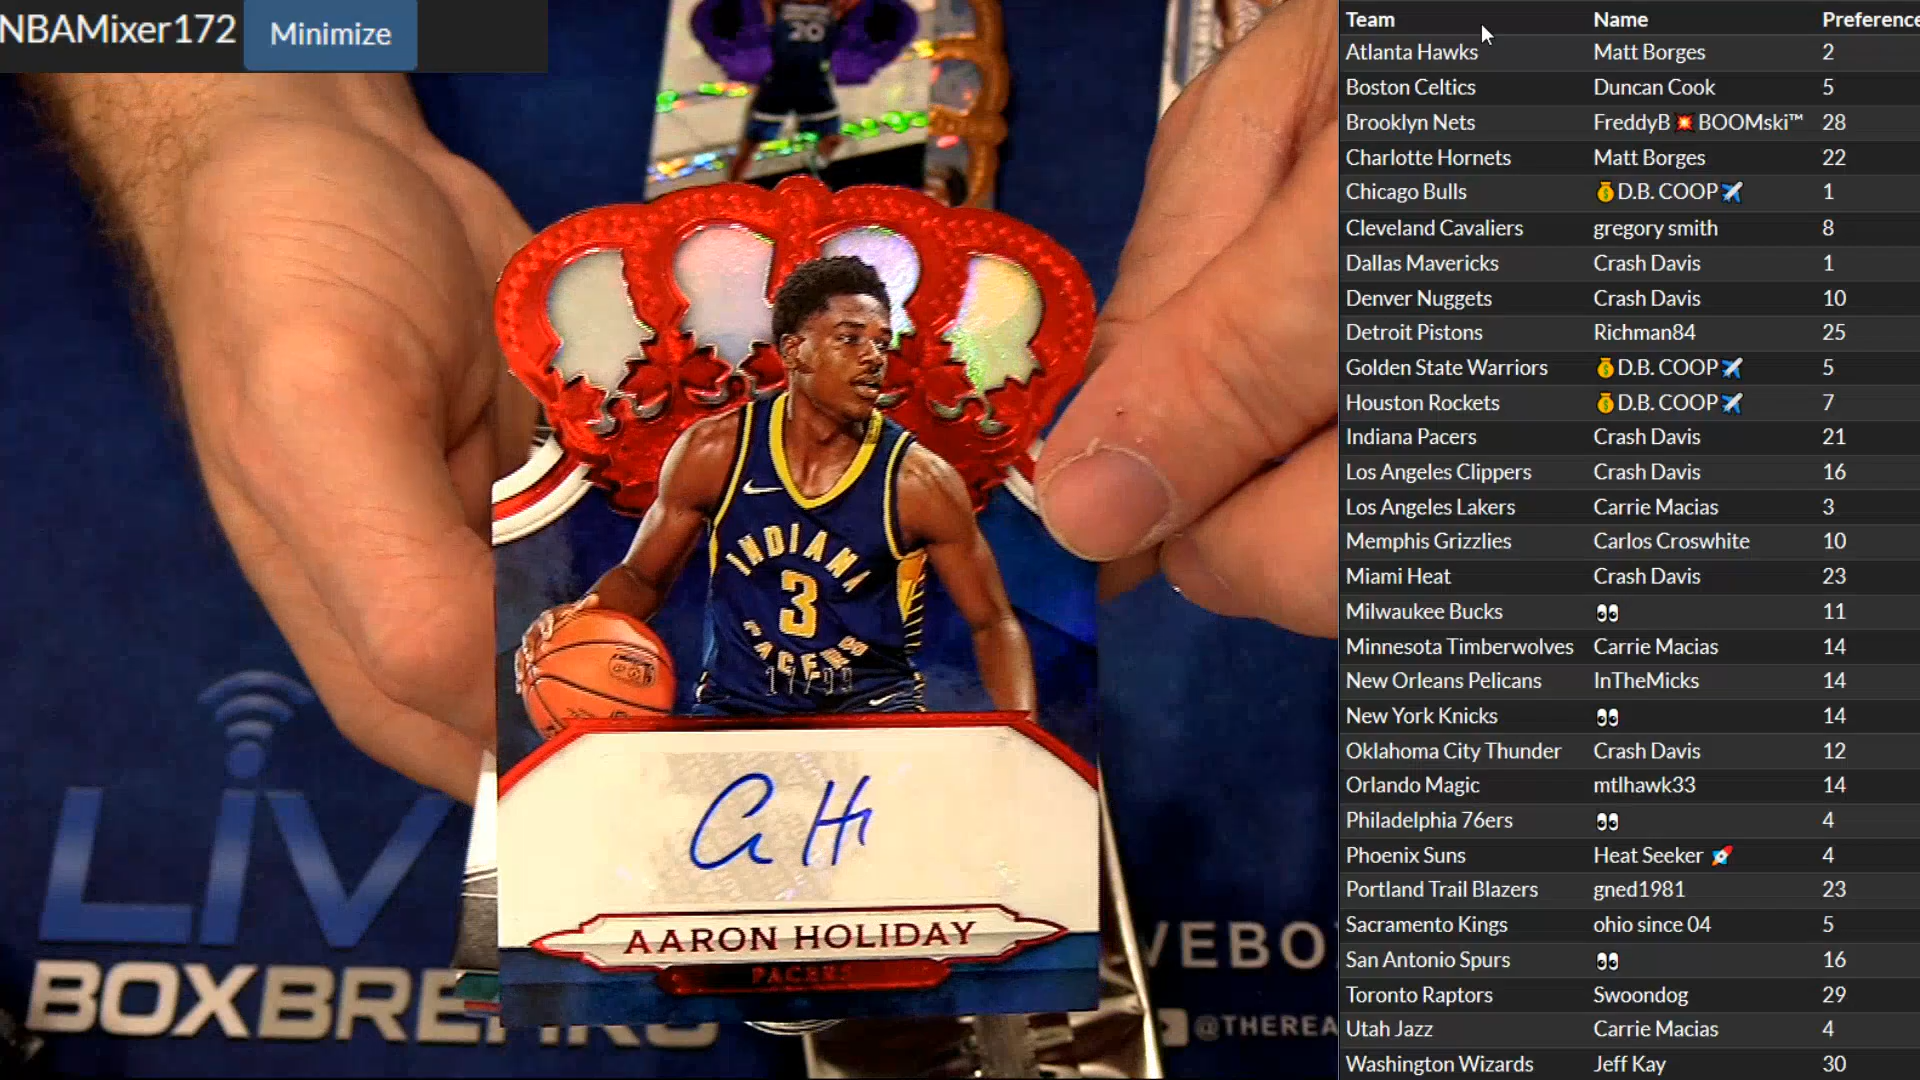 NBAMixer172 Minimize
20
INDIANA
3
PACERS
17/99
AARON HOLIDAY
PACERS
LIV
BOXBREAKS
VEBO
@THEREA
Team Name Preference
Atlanta Hawks Matt Borges 2
Boston Celtics Duncan Cook 5
Brooklyn Nets FreddyB💥BOOMski™ 28
Charlotte Hornets Matt Borges 22
Chicago Bulls 💰D.B. COOP✈️ 1
Cleveland Cavaliers gregory smith 8
Dallas Mavericks Crash Davis 1
Denver Nuggets Crash Davis 10
Detroit Pistons Richman84 25
Golden State Warriors 💰D.B. COOP✈️ 5
Houston Rockets 💰D.B. COOP✈️ 7
Indiana Pacers Crash Davis 21
Los Angeles Clippers Crash Davis 16
Los Angeles Lakers Carrie Macias 3
Memphis Grizzlies Carlos Croswhite 10
Miami Heat Crash Davis 23
Milwaukee Bucks 👀 11
Minnesota Timberwolves Carrie Macias 14
New Orleans Pelicans InTheMicks 14
New York Knicks 👀 14
Oklahoma City Thunder Crash Davis 12
Orlando Magic mtlhawk33 14
Philadelphia 76ers 👀 4
Phoenix Suns Heat Seeker 🚀 4
Portland Trail Blazers gned1981 23
Sacramento Kings ohio since 04 5
San Antonio Spurs 👀 16
Toronto Raptors Swoondog 29
Utah Jazz Carrie Macias 4
Washington Wizards Jeff Kay 30